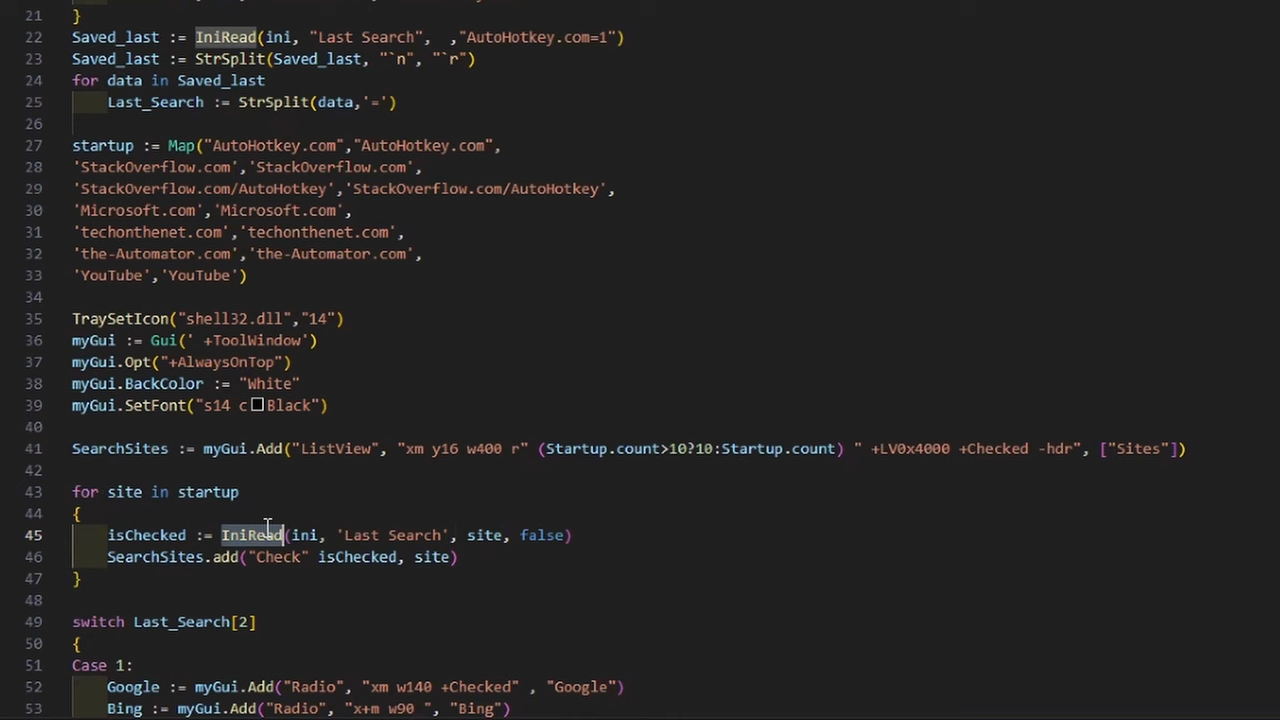 21 }
22 Saved_last := IniRead(ini, "Last Search",  ,"AutoHotkey.com=1")
23 Saved_last := StrSplit(Saved_last, "`n", "`r")
24 for data in Saved_last
25     Last_Search := StrSplit(data,'=')
26
27 startup := Map("AutoHotkey.com","AutoHotkey.com",
28 'StackOverflow.com','StackOverflow.com',
29 'StackOverflow.com/AutoHotkey','StackOverflow.com/AutoHotkey',
30 'Microsoft.com','Microsoft.com',
31 'techonthenet.com','techonthenet.com',
32 'the-Automator.com','the-Automator.com',
33 'YouTube','YouTube')
34
35 TraySetIcon("shell32.dll","14")
36 myGui := Gui(' +ToolWindow')
37 myGui.Opt("+AlwaysOnTop")
38 myGui.BackColor := "White"
39 myGui.SetFont("s14 cBlack")
40
41 SearchSites := myGui.Add("ListView", "xm y16 w400 r" (Startup.count>10?10:Startup.count) " +LV0x4000 +Checked -hdr", ["Sites"])
42
43 for site in startup
44 {
45     isChecked := IniRead(ini, 'Last Search', site, false)
46     SearchSites.add("Check" isChecked, site)
47 }
48
49 switch Last_Search[2]
50 {
51 Case 1:
52     Google := myGui.Add("Radio", "xm w140 +Checked" , "Google")
53     Bing := myGui.Add("Radio", "x+m w90 ", "Bing")